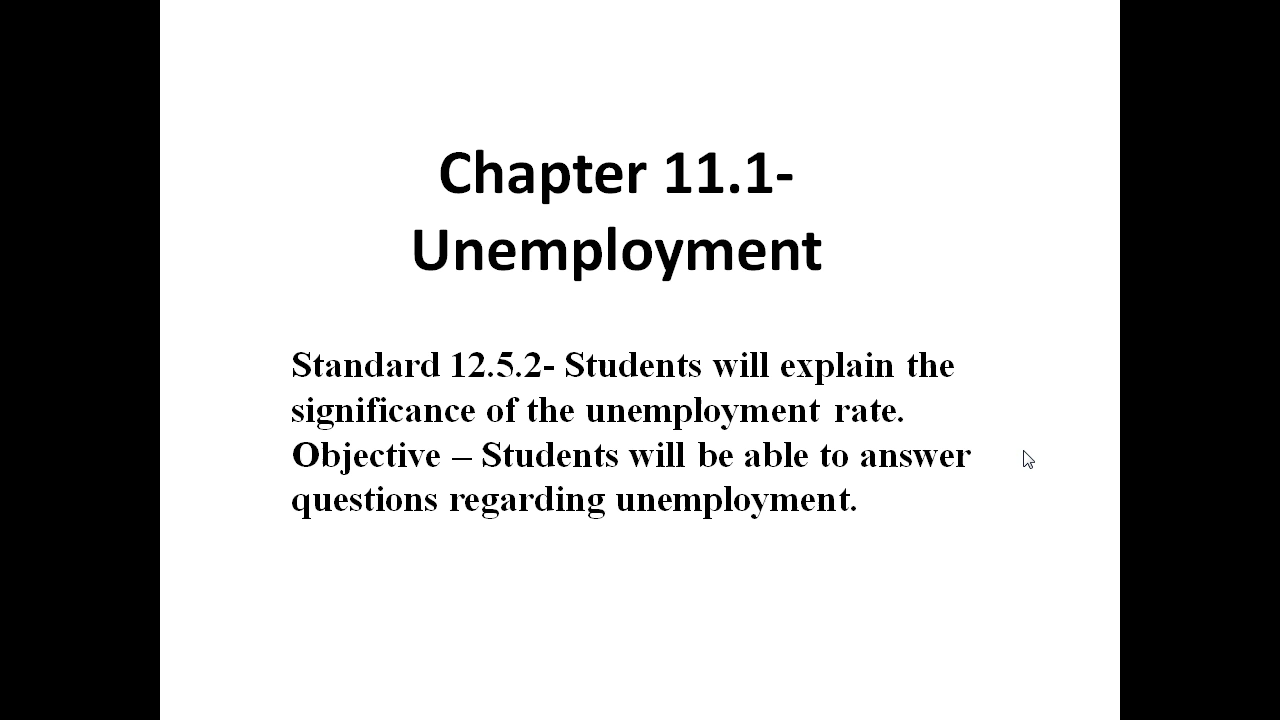 Chapter 11.1-
Unemployment
Standard 12.5.2- Students will explain the
significance of the unemployment rate.
Objective – Students will be able to answer
questions regarding unemployment.